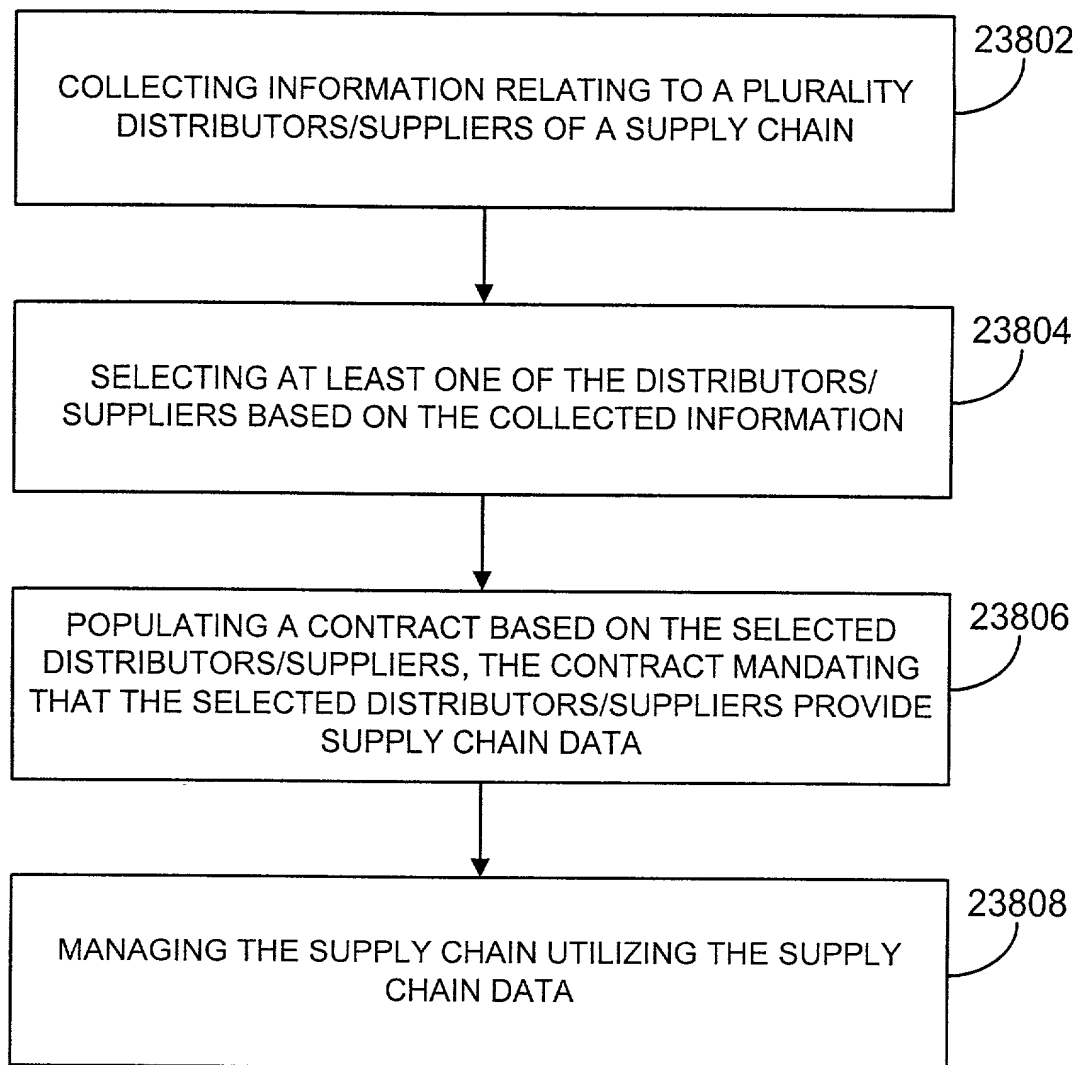 23802
COLLECTING INFORMATION RELATING TO A PLURALITY
DISTRIBUTORS/SUPPLIERS OF A SUPPLY CHAIN
23804
SELECTING AT LEAST ONE OF THE DISTRIBUTORS/
SUPPLIERS BASED ON THE COLLECTED INFORMATION
23806
POPULATING A CONTRACT BASED ON THE SELECTED
DISTRIBUTORS/SUPPLIERS, THE CONTRACT MANDATING
THAT THE SELECTED DISTRIBUTORS/SUPPLIERS PROVIDE
SUPPLY CHAIN DATA
23808
MANAGING THE SUPPLY CHAIN UTILIZING THE SUPPLY
CHAIN DATA